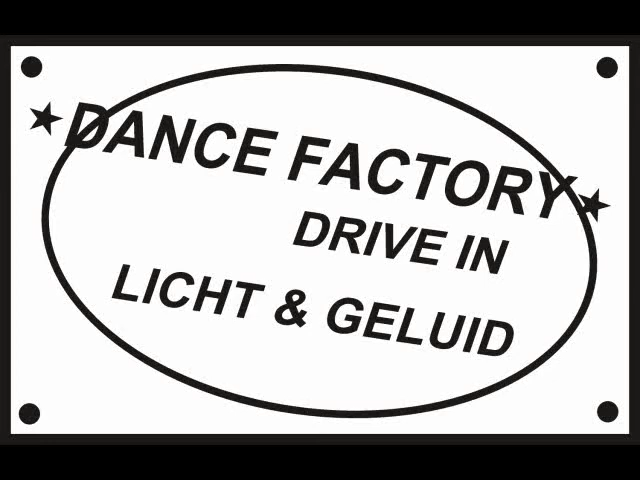 ★DANCE FACTORY★
DRIVE IN
LICHT & GELUID